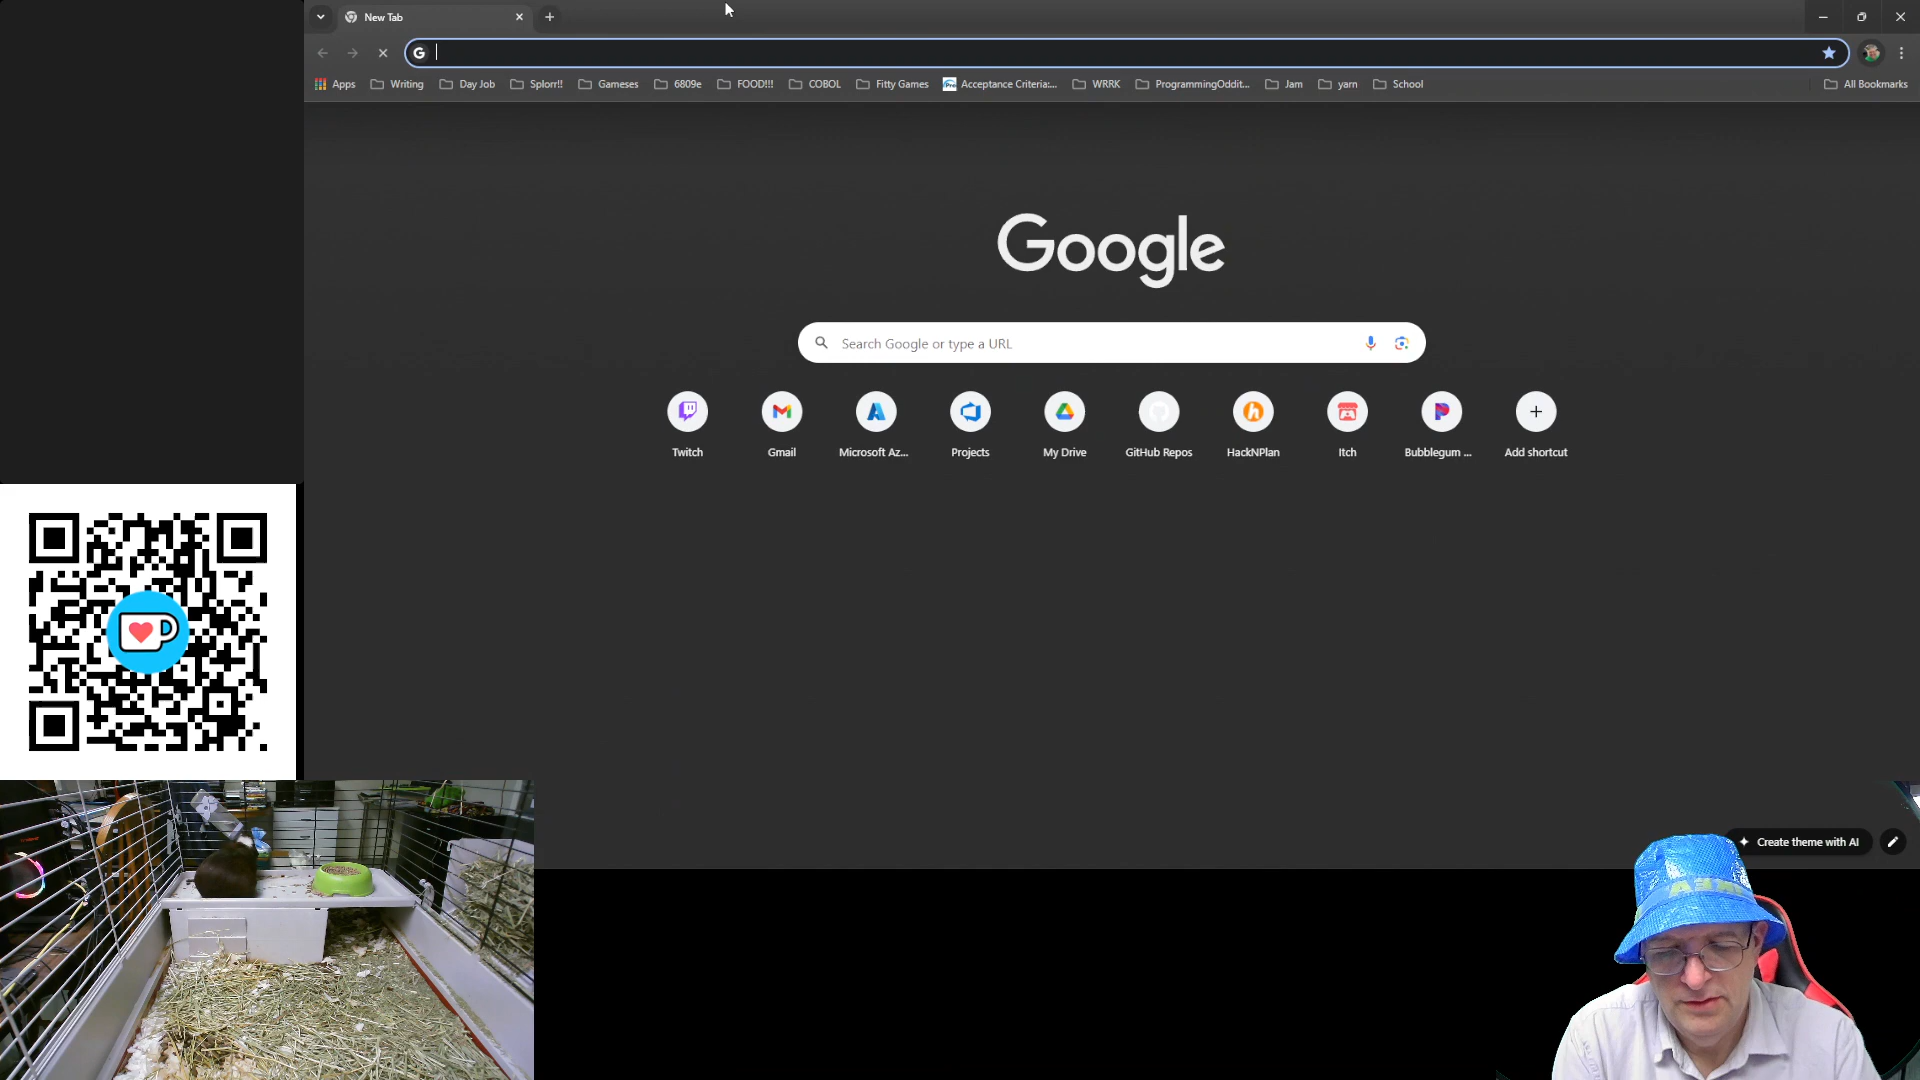 New Tab
Apps Writing Day Job Splorr!! Gameses 6809e FOOD!!! COBOL Fitty Games Acceptance Criteria:... WRRK ProgrammingOddit... Jam yarn School All Bookmarks
Google
Search Google or type a URL
Twitch Gmail Microsoft Az... Projects My Drive GitHub Repos HackNPlan Itch Bubblegum ... Add shortcut
Create theme with AI
IKEA